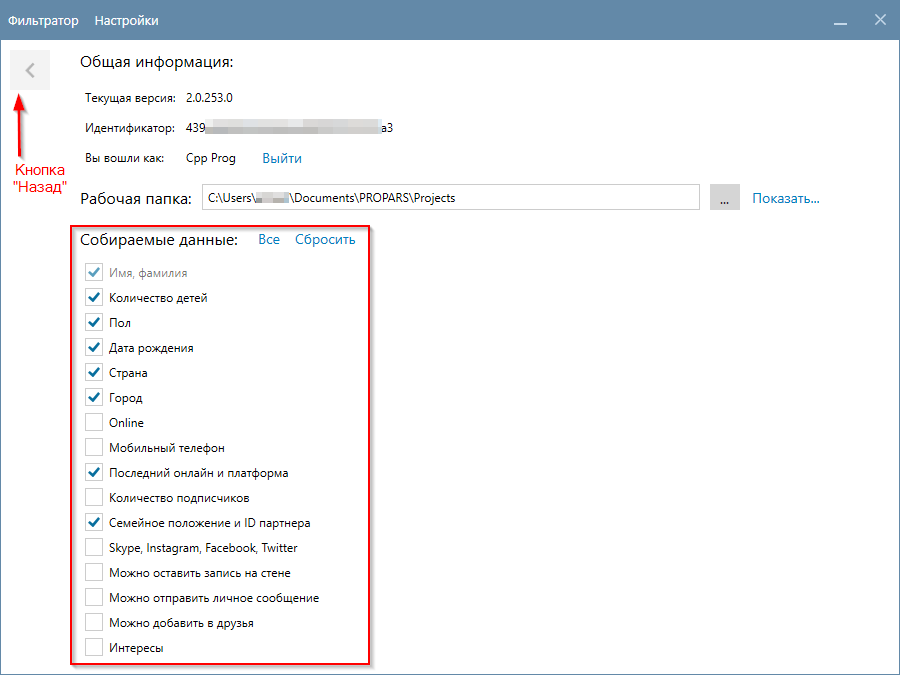 Фильтратор Настройки
Общая информация:
Текущая версия: 2.0.253.0
Идентификатор: 439 a3
Вы вошли как: Cpp Prog Выйти
Кнопка
"Назад"
Рабочая папка: C:\Users\ \Documents\PROPARS\Projects ... Показать...
Собираемые данные: Все Сбросить
Имя, фамилия
Количество детей
Пол
Дата рождения
Страна
Город
Online
Мобильный телефон
Последний онлайн и платформа
Количество подписчиков
Семейное положение и ID партнера
Skype, Instagram, Facebook, Twitter
Можно оставить запись на стене
Можно отправить личное сообщение
Можно добавить в друзья
Интересы